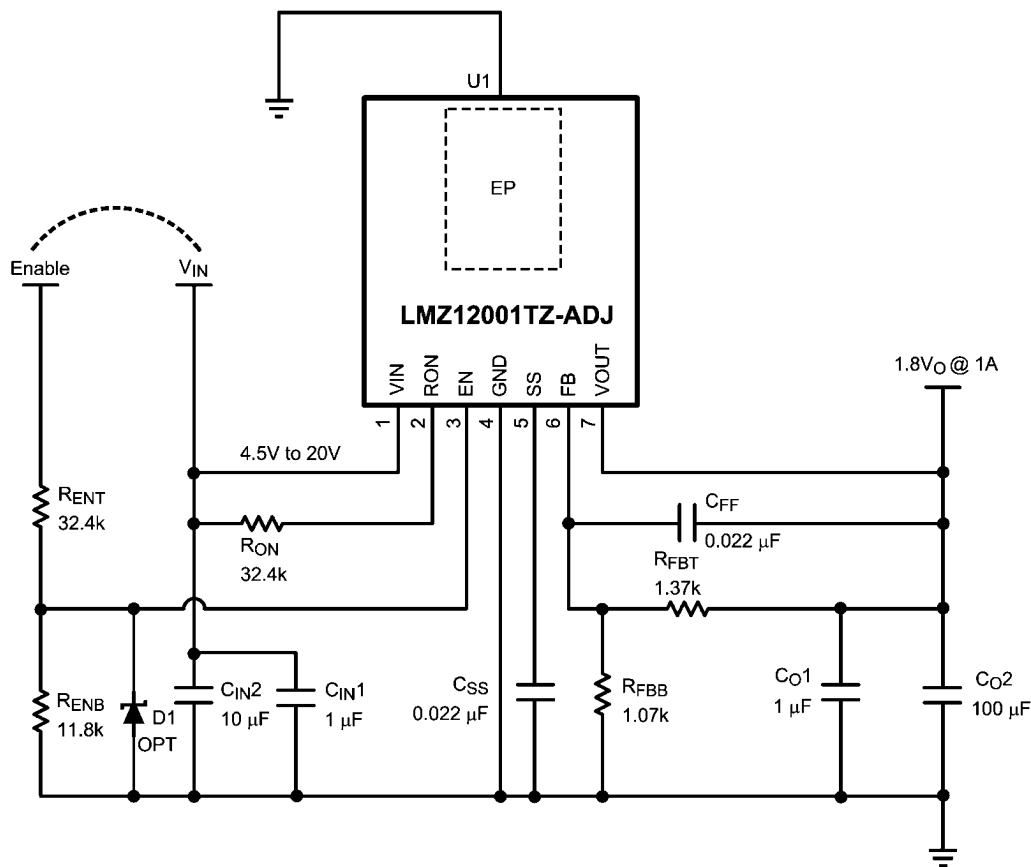 U1
EP
Enable
VIN
LMZ12001TZ-ADJ
VIN
RON
EN
GND
SS
FB
VOUT
1
2
3
4
5
6
7
1.8VO @ 1A
4.5V to 20V
RENT
32.4k
RON
32.4k
CFF
0.022 μF
RFBT
1.37k
RENB
11.8k
D1
OPT
CIN2
10 μF
CIN1
1 μF
CSS
0.022 μF
RFBB
1.07k
CO1
1 μF
CO2
100 μF